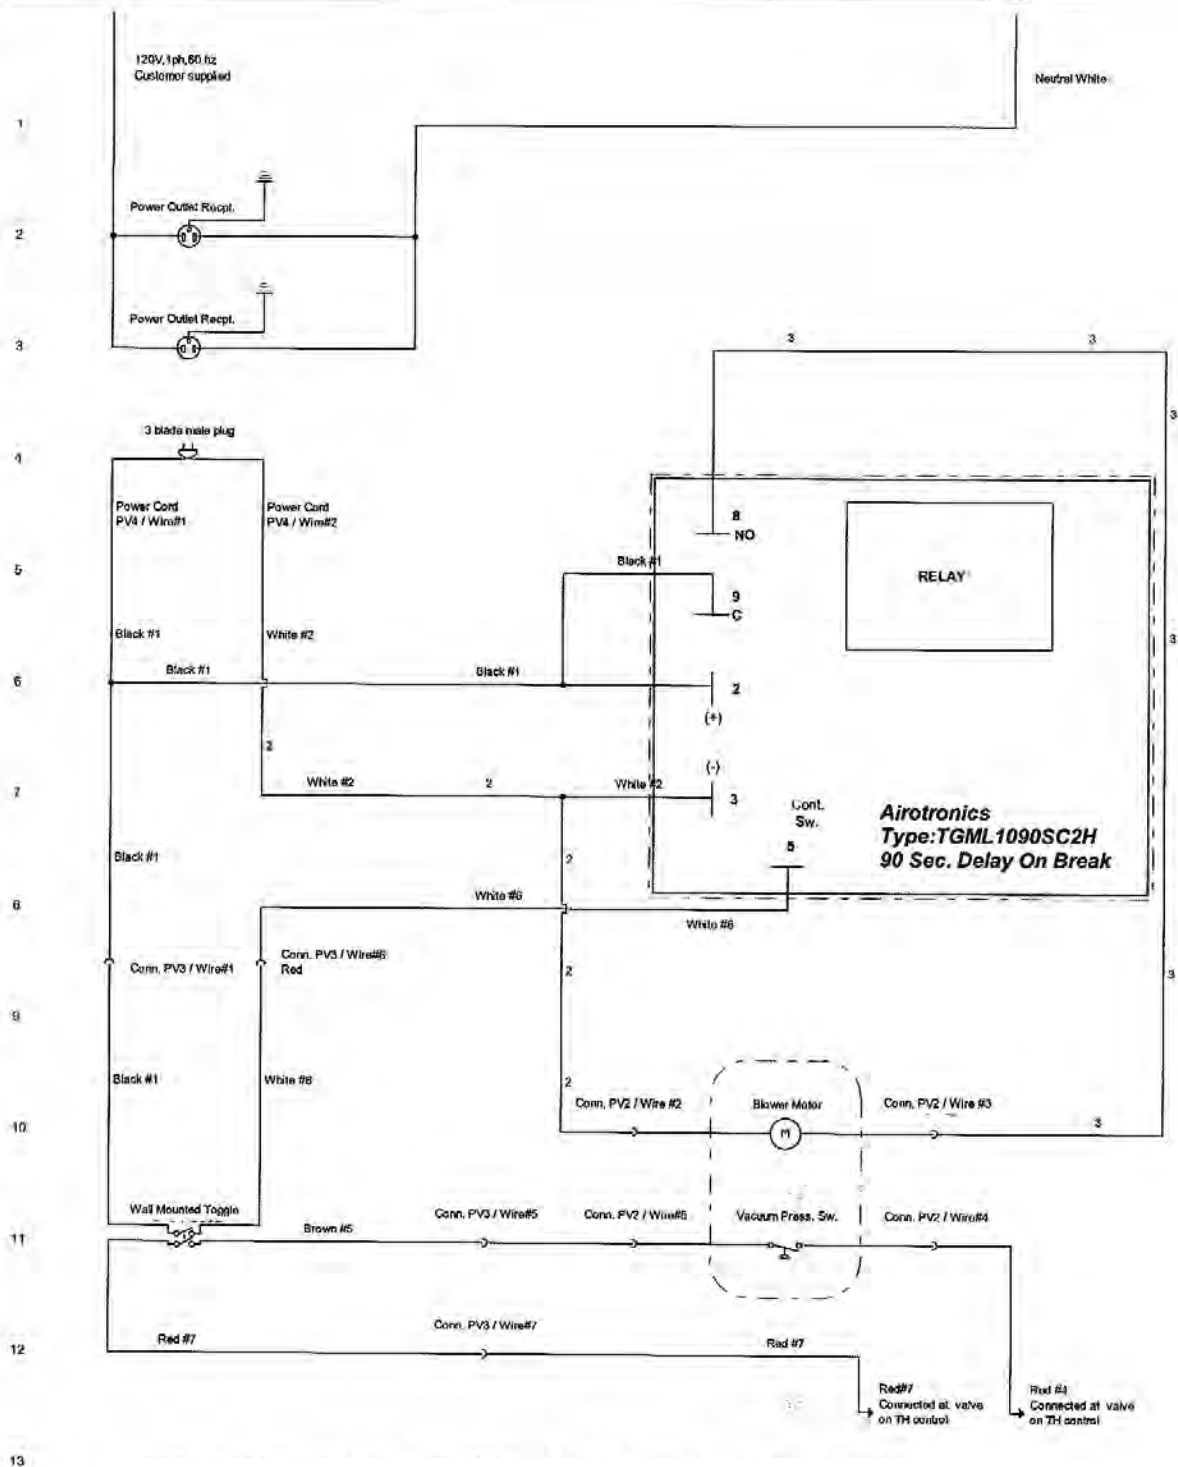 120V,1ph,60 hz
Customer supplied
Neutral White
1
Power Outlet Recpt.
2
Power Outlet Recpt.
3
3
3
3
3 blade male plug
4
Power Cord
PV4 / Wire#1
Power Cord
PV4 / Wire#2
8
NO
5
Black #1
9
C
RELAY
Black #1
White #2
3
6
Black #1
Black #1
2
(+)
2
(-)
7
White #2
2
White #2
3
Cont.
Sw.
5
Airotronics
Type:TGML1090SC2H
90 Sec. Delay On Break
Black #1
2
8
White #6
White #6
Conn. PV3 / Wire#1
Conn. PV3 / Wire#6
Red
2
3
9
Black #1
White #6
2
Conn. PV2 / Wire #2
Blower Motor
Conn. PV2 / Wire #3
10
M
3
Wall Mounted Toggle
11
Brown #5
Conn. PV3 / Wire#5
Conn. PV2 / Wire#5
Vacuum Press. Sw.
Conn. PV2 / Wire#4
12
Red #7
Conn. PV3 / Wire#7
Red #7
Red#7
Connected at valve
on TH control
Red #4
Connected at valve
on TH control
13